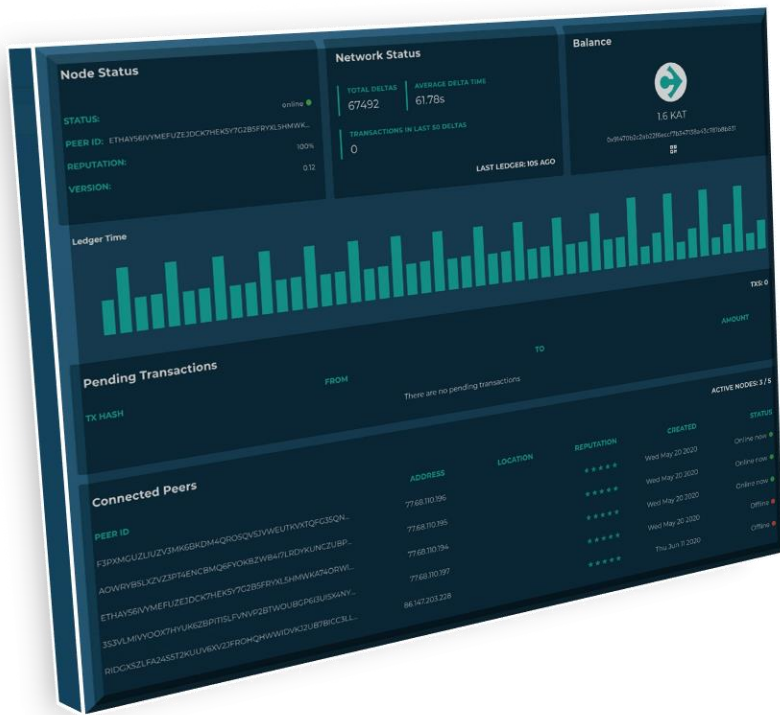 Node Status
STATUS:
online
PEER ID: ETHAY56IVYMEFUZEJDCK7HEK5Y7G2B5FRYXL5HMWK...
REPUTATION:
100%
VERSION:
0.12
Network Status
TOTAL DELTAS
67492
AVERAGE DELTA TIME
61.78s
TRANSACTIONS IN LAST 50 DELTAS
0
LAST LEDGER: 10S AGO
Balance
1.6 KAT
Ledger Time
TXS: 0
Pending Transactions
TX HASH FROM TO AMOUNT
There are no pending transactions
ACTIVE NODES: 3 / 5
Connected Peers
PEER ID ADDRESS LOCATION REPUTATION CREATED STATUS
77.68.110.196 ★★★★★ Wed May 20 2020 Online now
77.68.110.195 ★★★★★ Wed May 20 2020 Online now
ETHAY56IVYMEFUZEJDCK7HEK5Y7G2B5FRYXL5HMWKA74ORWI... 77.68.110.194 ★★★★★ Wed May 20 2020 Online now
77.68.110.197 ★★★★★ Wed May 20 2020 Offline
86.147.203.228 ★★★★★ Thu Jun 11 2020 Offline